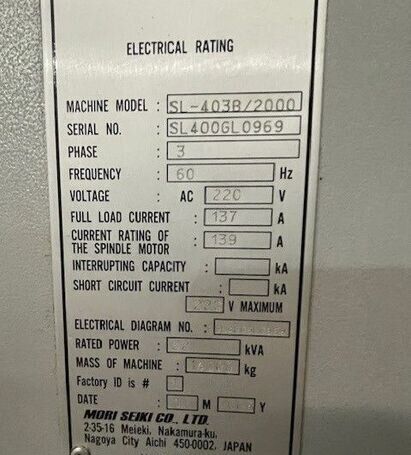 ELECTRICAL RATING
MACHINE MODEL : SL-403B/2000
SERIAL NO. : SL400GL0969
PHASE : 3
FREQUENCY : 60 Hz
VOLTAGE : AC 220 V
FULL LOAD CURRENT : 137 A
CURRENT RATING OF THE SPINDLE MOTOR : 139 A
INTERRUPTING CAPACITY : kA
SHORT CIRCUIT CURRENT : kA
V MAXIMUM
ELECTRICAL DIAGRAM NO. :
RATED POWER : kVA
MASS OF MACHINE : kg
Factory ID is #
DATE : M Y
MORI SEIKI CO., LTD.
2-35-16 Meieki, Nakamura-ku,
Nagoya City Aichi 450-0002, JAPAN